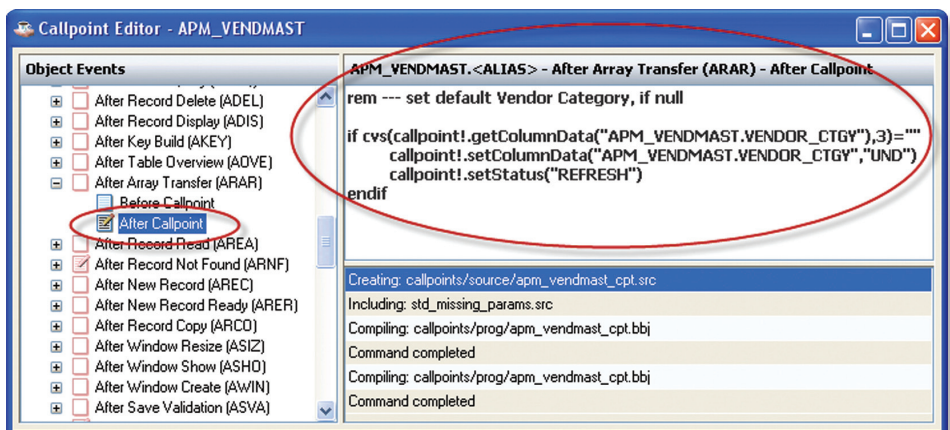 Callpoint Editor - APM_VENDMAST
Object Events
After Record Delete (ADEL)
After Record Display (ADIS)
After Key Build (AKEY)
After Table Overview (AOVE)
After Array Transfer (ARAR)
Before Callpoint
After Callpoint
After Record Read (AREA)
After Record Not Found (ARNF)
After New Record (AREC)
After New Record Ready (ARER)
After Record Copy (ARCO)
After Window Resize (ASIZ)
After Window Show (ASHO)
After Window Create (AWIN)
After Save Validation (ASVA)
APM_VENDMAST.<ALIAS> - After Array Transfer (ARAR) - After Callpoint
rem --- set default Vendor Category, if null
if cvs(callpoint!.getColumnData("APM_VENDMAST.VENDOR_CTGY"),3)=""
callpoint!.setColumnData("APM_VENDMAST.VENDOR_CTGY","UND")
callpoint!.setStatus("REFRESH")
endif
Creating: callpoints/source/apm_vendmast_cpt.src
Including: std_missing_params.src
Compiling: callpoints/prog/apm_vendmast_cpt.bbj
Command completed
Compiling: callpoints/prog/apm_vendmast_cpt.bbj
Command completed